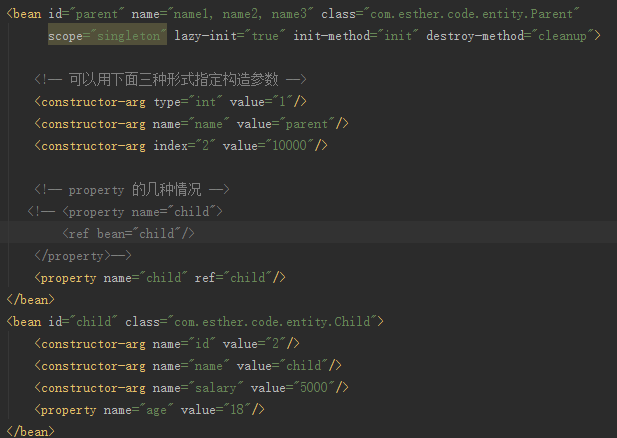 <bean id="parent" name="name1, name2, name3" class="com.esther.code.entity.Parent"
scope="singleton" lazy-init="true" init-method="init" destroy-method="cleanup">
<!-- 可以用下面三种形式指定构造参数 -->
<constructor-arg type="int" value="1"/>
<constructor-arg name="name" value="parent"/>
<constructor-arg index="2" value="10000"/>
<!-- property 的几种情况 -->
<!-- <property name="child">
<ref bean="child"/>
</property>-->
<property name="child" ref="child"/>
</bean>
<bean id="child" class="com.esther.code.entity.Child">
<constructor-arg name="id" value="2"/>
<constructor-arg name="name" value="child"/>
<constructor-arg name="salary" value="5000"/>
<property name="age" value="18"/>
</bean>